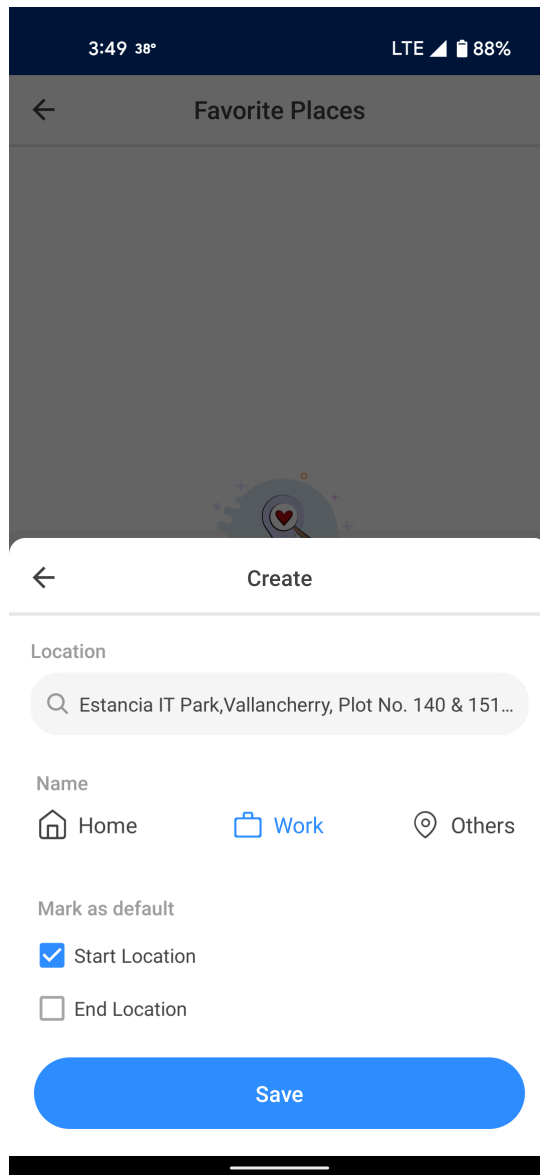 3:49 38° LTE 88%
Favorite Places
Create
Location
Estancia IT Park,Vallancherry, Plot No. 140 & 151...
Name
Home Work Others
Mark as default
Start Location
End Location
Save